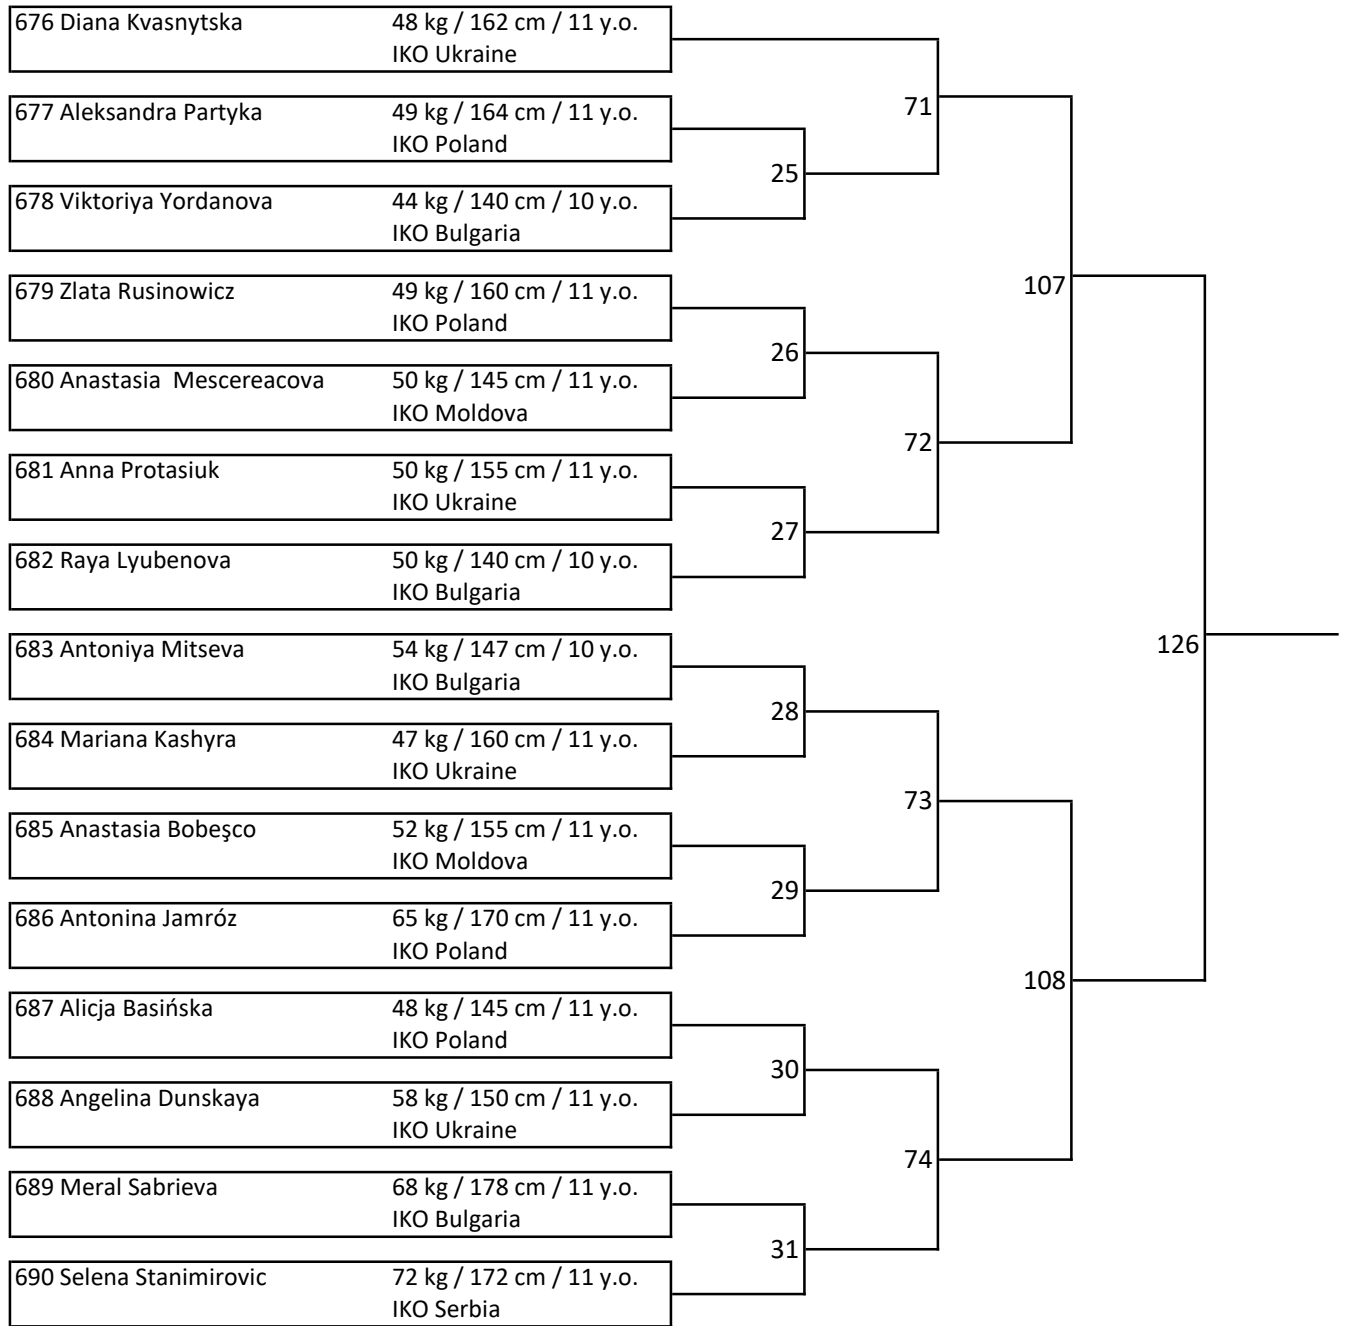 676 Diana Kvasnytska 48 kg / 162 cm / 11 y.o.
IKO Ukraine
677 Aleksandra Partyka 49 kg / 164 cm / 11 y.o.
IKO Poland
678 Viktoriya Yordanova 44 kg / 140 cm / 10 y.o.
IKO Bulgaria
679 Zlata Rusinowicz 49 kg / 160 cm / 11 y.o.
IKO Poland
680 Anastasia  Mescereacova 50 kg / 145 cm / 11 y.o.
IKO Moldova
681 Anna Protasiuk 50 kg / 155 cm / 11 y.o.
IKO Ukraine
682 Raya Lyubenova 50 kg / 140 cm / 10 y.o.
IKO Bulgaria
683 Antoniya Mitseva 54 kg / 147 cm / 10 y.o.
IKO Bulgaria
684 Mariana Kashyra 47 kg / 160 cm / 11 y.o.
IKO Ukraine
685 Anastasia Bobeşco 52 kg / 155 cm / 11 y.o.
IKO Moldova
686 Antonina Jamróz 65 kg / 170 cm / 11 y.o.
IKO Poland
687 Alicja Basińska 48 kg / 145 cm / 11 y.o.
IKO Poland
688 Angelina Dunskaya 58 kg / 150 cm / 11 y.o.
IKO Ukraine
689 Meral Sabrieva 68 kg / 178 cm / 11 y.o.
IKO Bulgaria
690 Selena Stanimirovic 72 kg / 172 cm / 11 y.o.
IKO Serbia
25
26
27
28
29
30
31
71
72
73
74
107
108
126